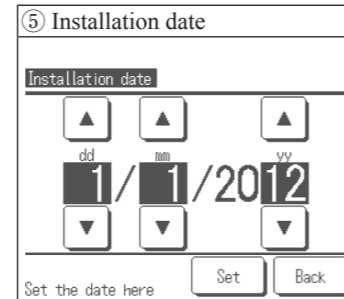 ⑤ Installation date
Installation date
▲ ▲ ▲
dd mm yy
1/ 1/2012
▼ ▼ ▼
Set the date here Set Back